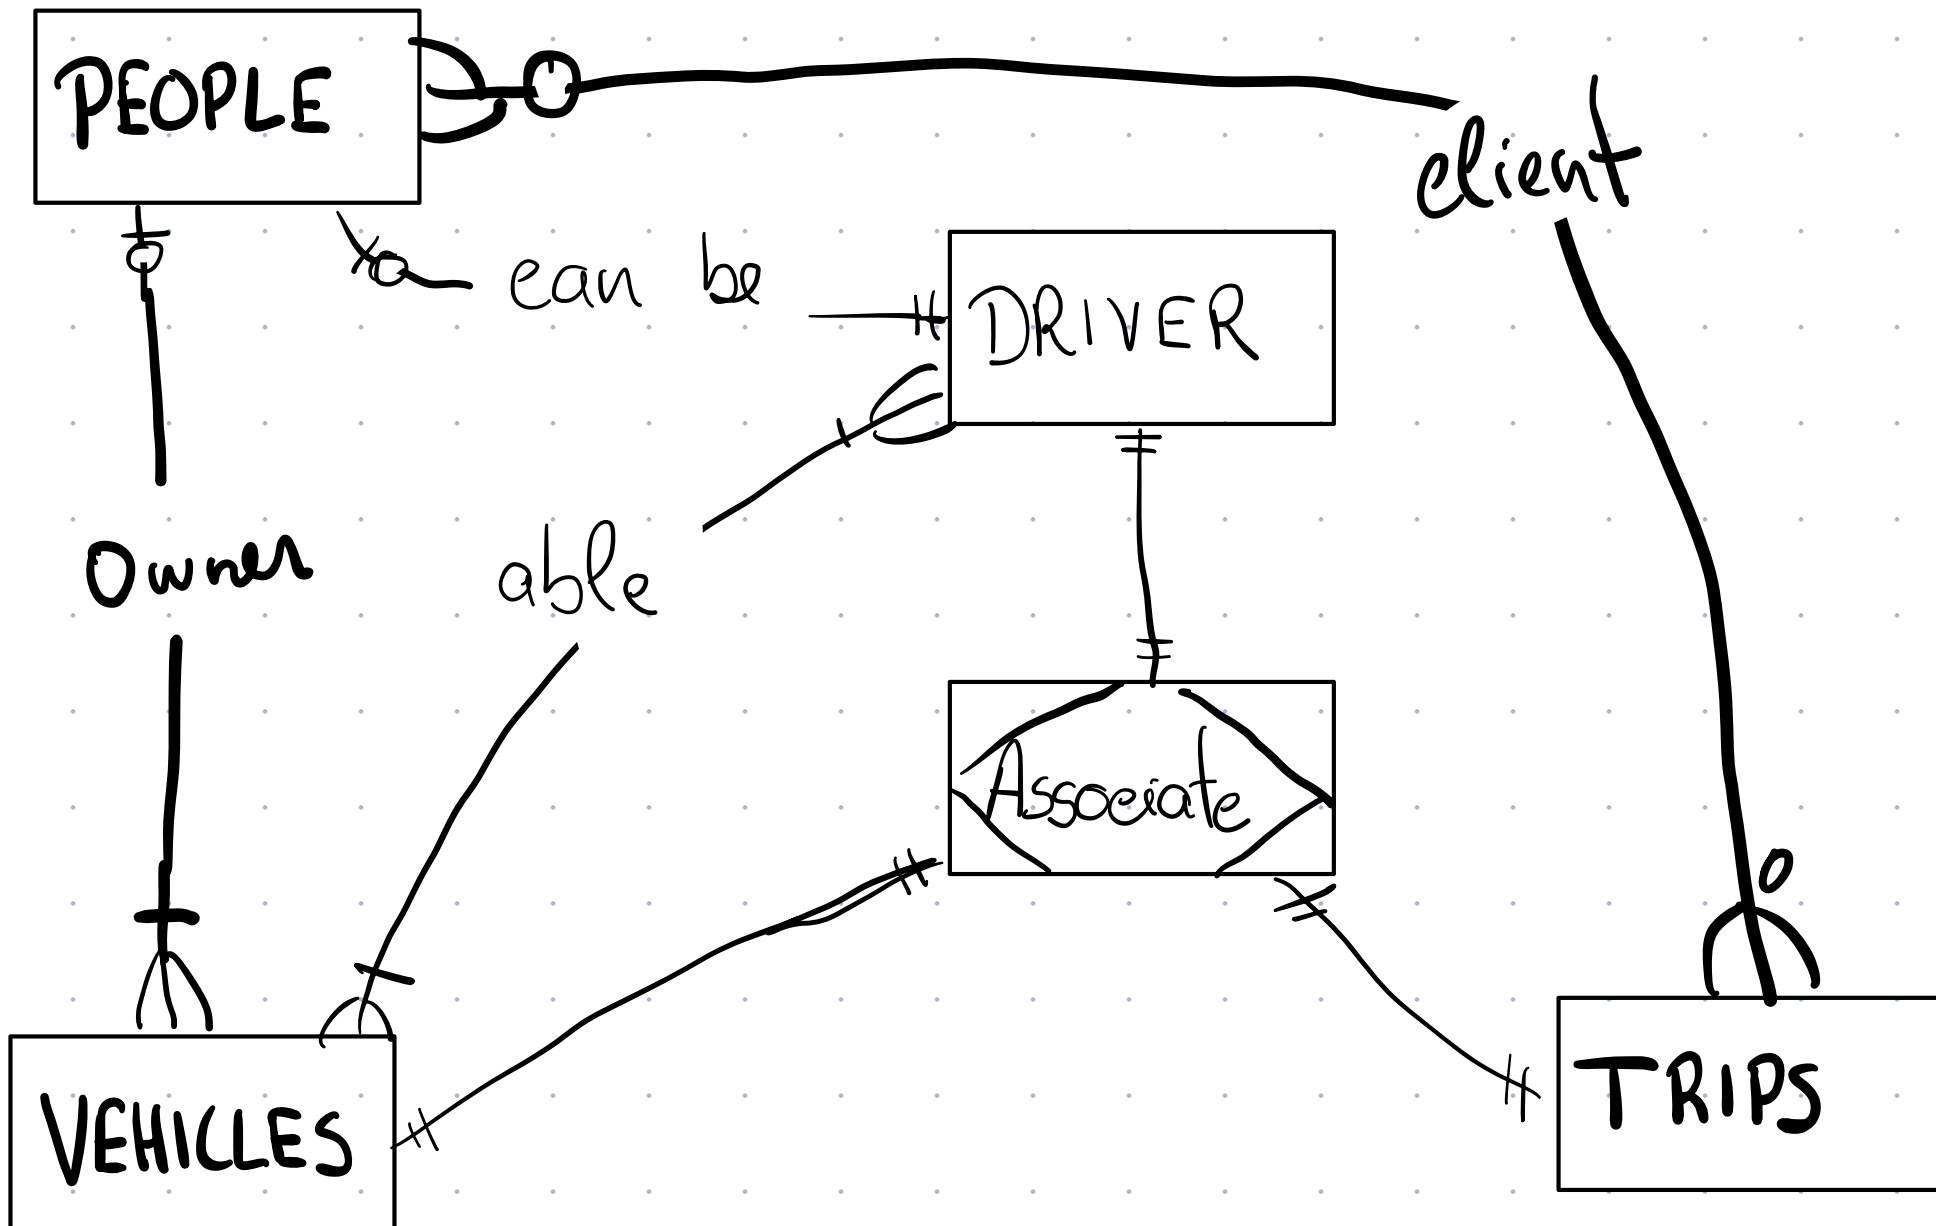 PEOPLE
client
can be
DRIVER
Owner
able
Associate
TRIPS
VEHICLES